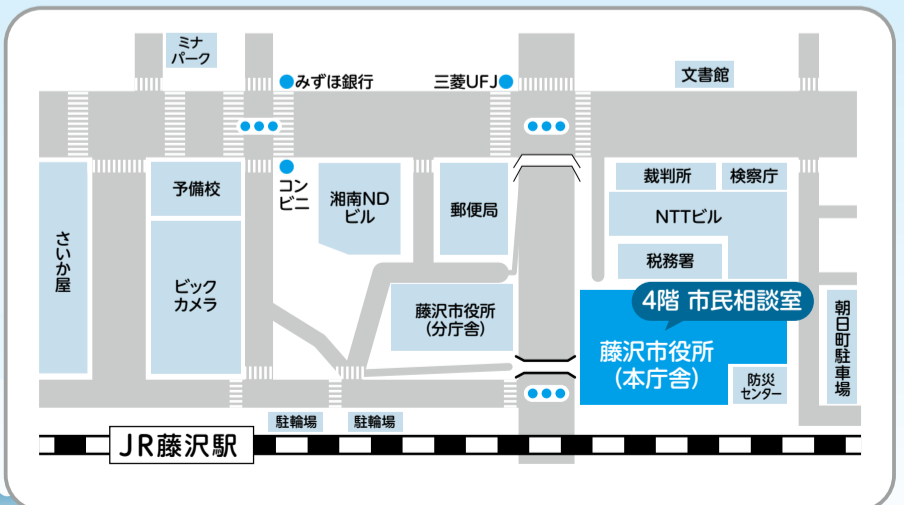 ミナ
パーク
みずほ銀行
三菱UFJ
文書館
コン
ビニ
予備校
湘南ND
ビル
郵便局
裁判所
検察庁
NTTビル
さいか屋
ビック
カメラ
税務署
4階 市民相談室
藤沢市役所
(分庁舎)
藤沢市役所
(本庁舎)
防災
センター
朝日町駐車場
駐輪場
駐輪場
JR藤沢駅